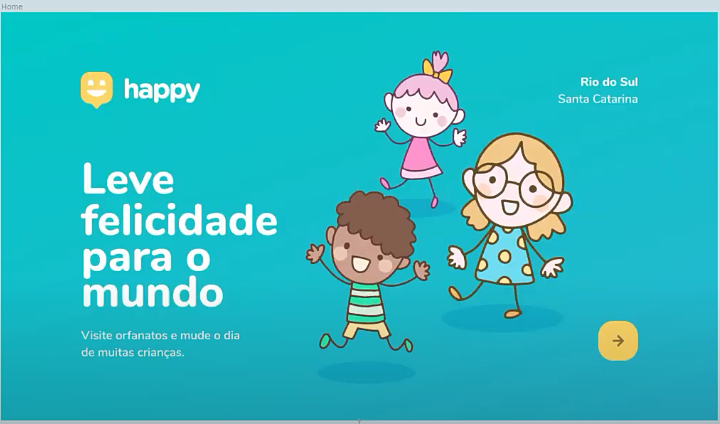 Home
happy
Rio do Sul
Santa Catarina
Leve
felicidade
para o
mundo
Visite orfanatos e mude o dia
de muitas crianças.